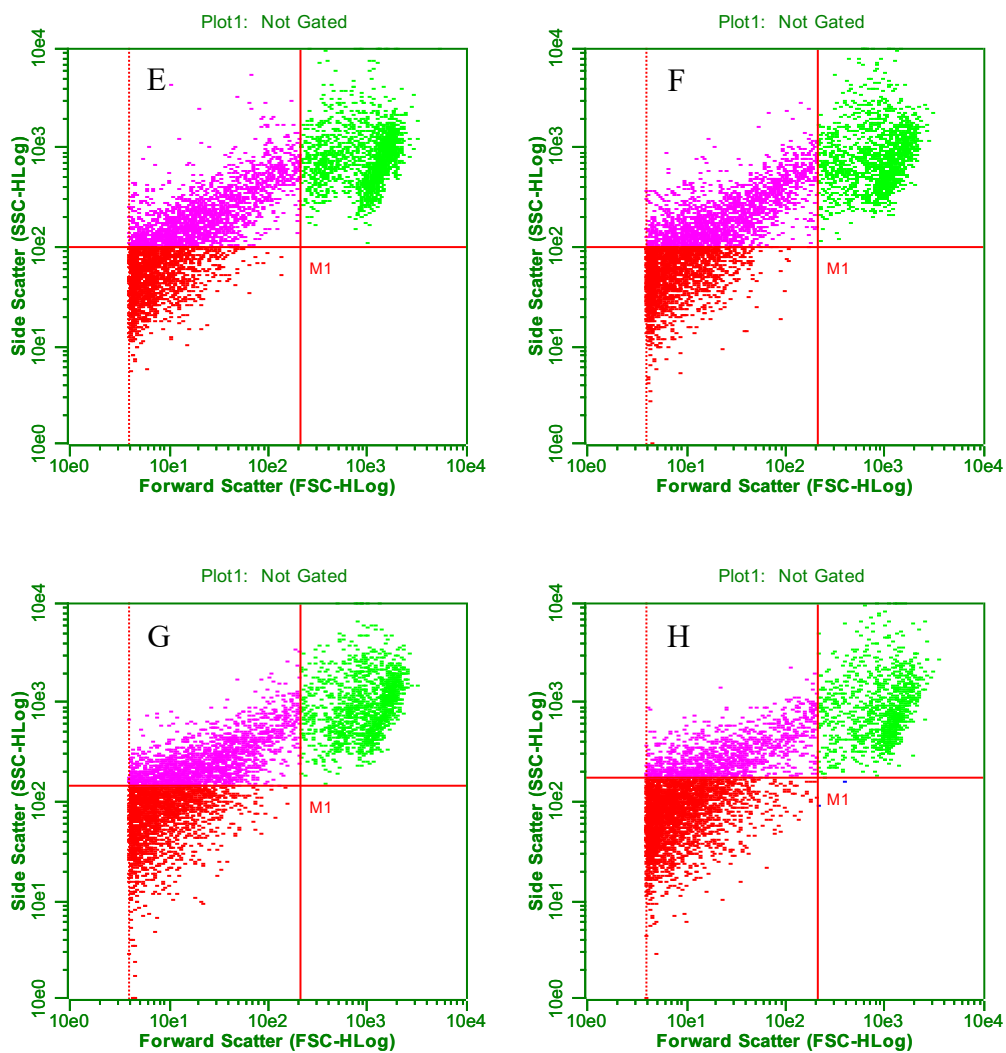 Plot1: Not Gated
E
Side Scatter (SSC-HLog)
10e4
10e3
10e2
10e1
10e0
M1
10e0 10e1 10e2 10e3 10e4
Forward Scatter (FSC-HLog)
Plot1: Not Gated
F
Side Scatter (SSC-HLog)
10e4
10e3
10e2
10e1
10e0
M1
10e0 10e1 10e2 10e3 10e4
Forward Scatter (FSC-HLog)
Plot1: Not Gated
G
Side Scatter (SSC-HLog)
10e4
10e3
10e2
10e1
10e0
M1
10e0 10e1 10e2 10e3 10e4
Forward Scatter (FSC-HLog)
Plot1: Not Gated
H
Side Scatter (SSC-HLog)
10e4
10e3
10e2
10e1
10e0
M1
10e0 10e1 10e2 10e3 10e4
Forward Scatter (FSC-HLog)